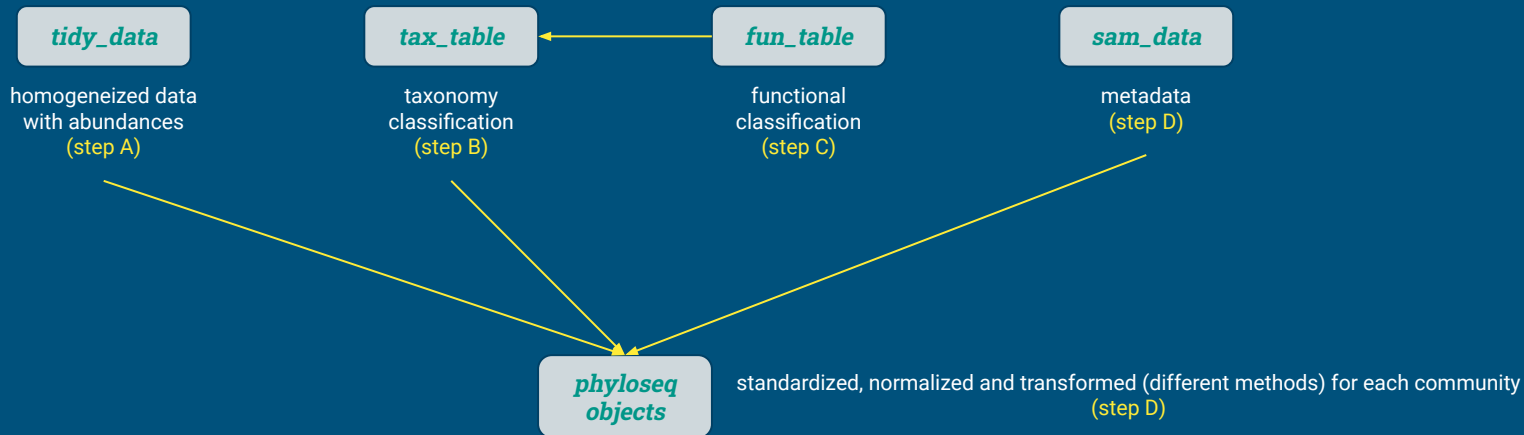 tidy_data
tax_table
fun_table
sam_data
homogeneized data
with abundances
(step A)
taxonomy
classification
(step B)
functional
classification
(step C)
metadata
(step D)
phyloseq
objects
standardized, normalized and transformed (different methods) for each community
(step D)